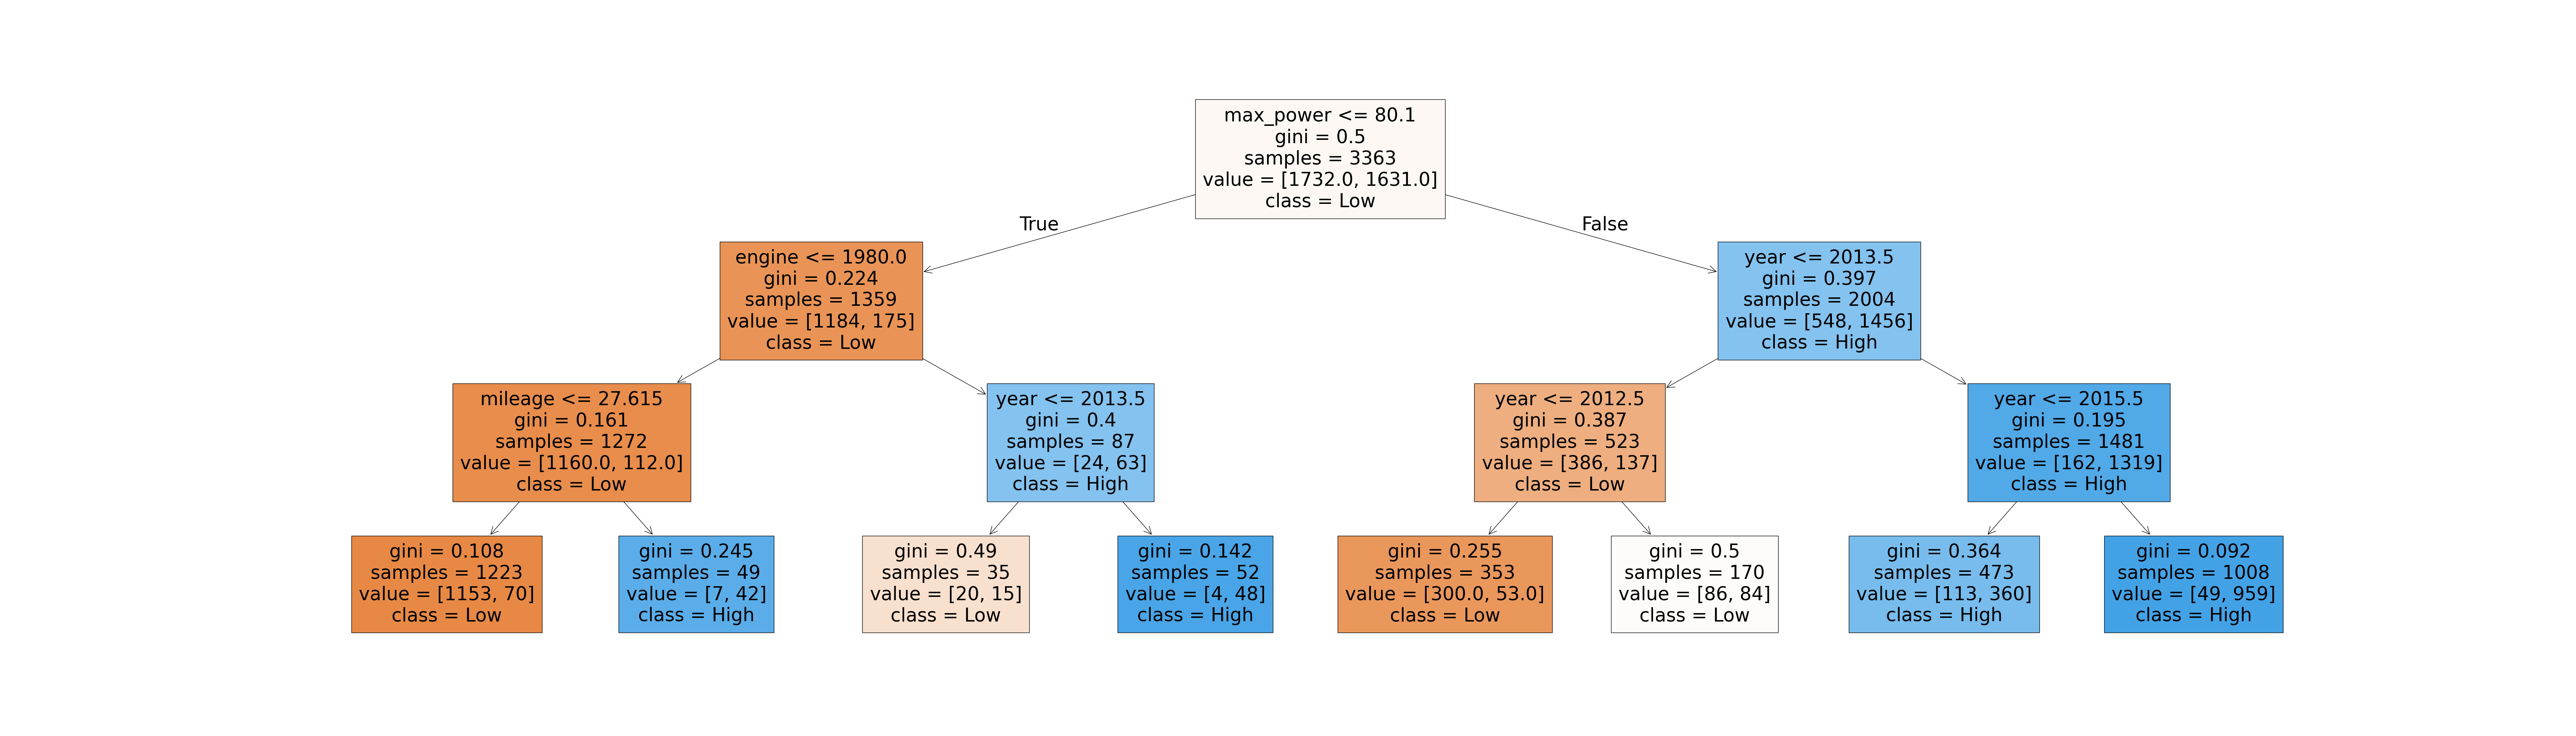 max_power <= 80.1
gini = 0.5
samples = 3363
value = [1732.0, 1631.0]
class = Low
True
False
engine <= 1980.0
gini = 0.224
samples = 1359
value = [1184, 175]
class = Low
year <= 2013.5
gini = 0.397
samples = 2004
value = [548, 1456]
class = High
mileage <= 27.615
gini = 0.161
samples = 1272
value = [1160.0, 112.0]
class = Low
year <= 2013.5
gini = 0.4
samples = 87
value = [24, 63]
class = High
year <= 2012.5
gini = 0.387
samples = 523
value = [386, 137]
class = Low
year <= 2015.5
gini = 0.195
samples = 1481
value = [162, 1319]
class = High
gini = 0.108
samples = 1223
value = [1153, 70]
class = Low
gini = 0.245
samples = 49
value = [7, 42]
class = High
gini = 0.49
samples = 35
value = [20, 15]
class = Low
gini = 0.142
samples = 52
value = [4, 48]
class = High
gini = 0.255
samples = 353
value = [300.0, 53.0]
class = Low
gini = 0.5
samples = 170
value = [86, 84]
class = Low
gini = 0.364
samples = 473
value = [113, 360]
class = High
gini = 0.092
samples = 1008
value = [49, 959]
class = High